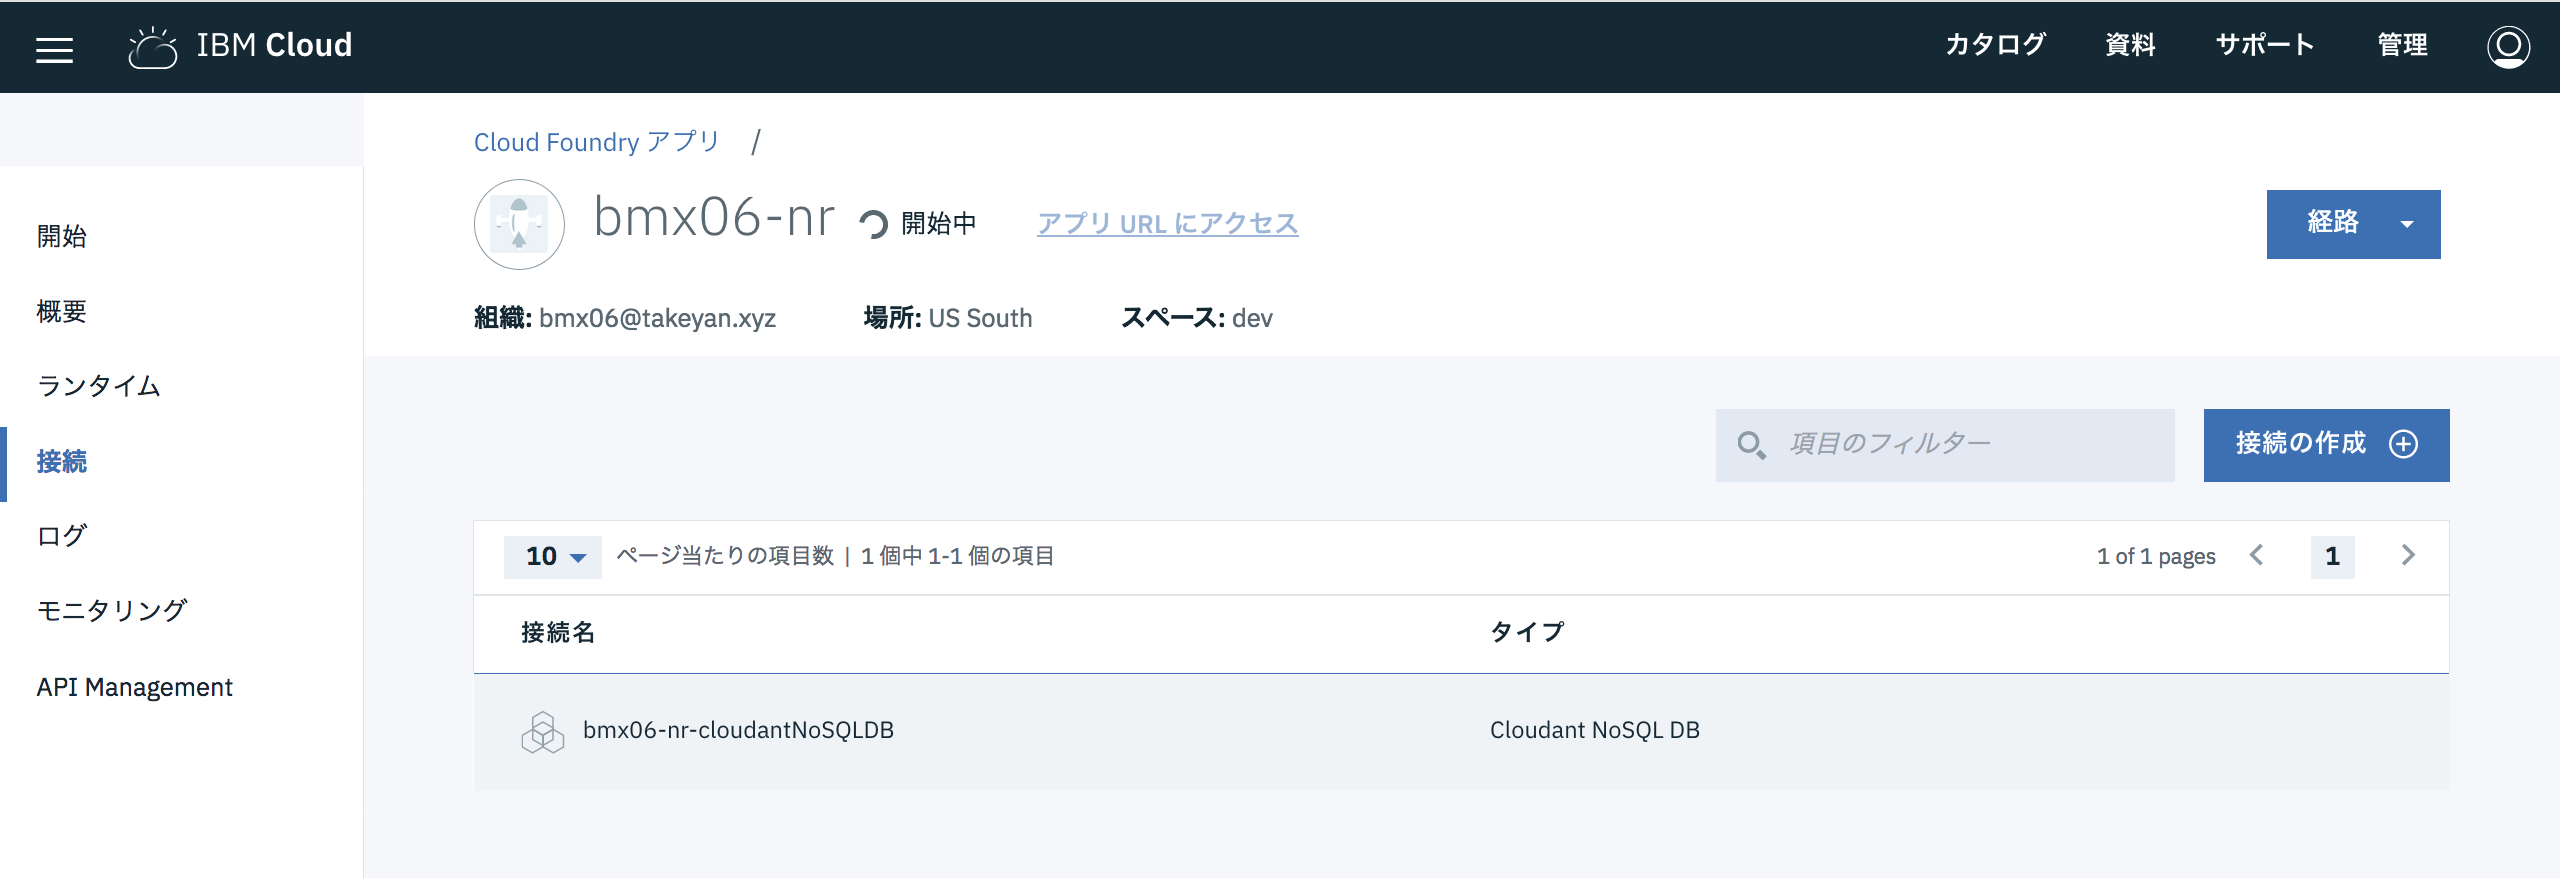 IBM Cloud
カタログ 資料 サポート 管理
Cloud Foundry アプリ /
bmx06-nr 開始中 アプリ URL にアクセス
経路
組織: bmx06@takeyan.xyz 場所: US South スペース: dev
開始
概要
ランタイム
接続
ログ
モニタリング
API Management
項目のフィルター
接続の作成
10 ページ当たりの項目数 | 1 個中 1-1 個の項目
1 of 1 pages 1
接続名 タイプ
bmx06-nr-cloudantNoSQLDB Cloudant NoSQL DB